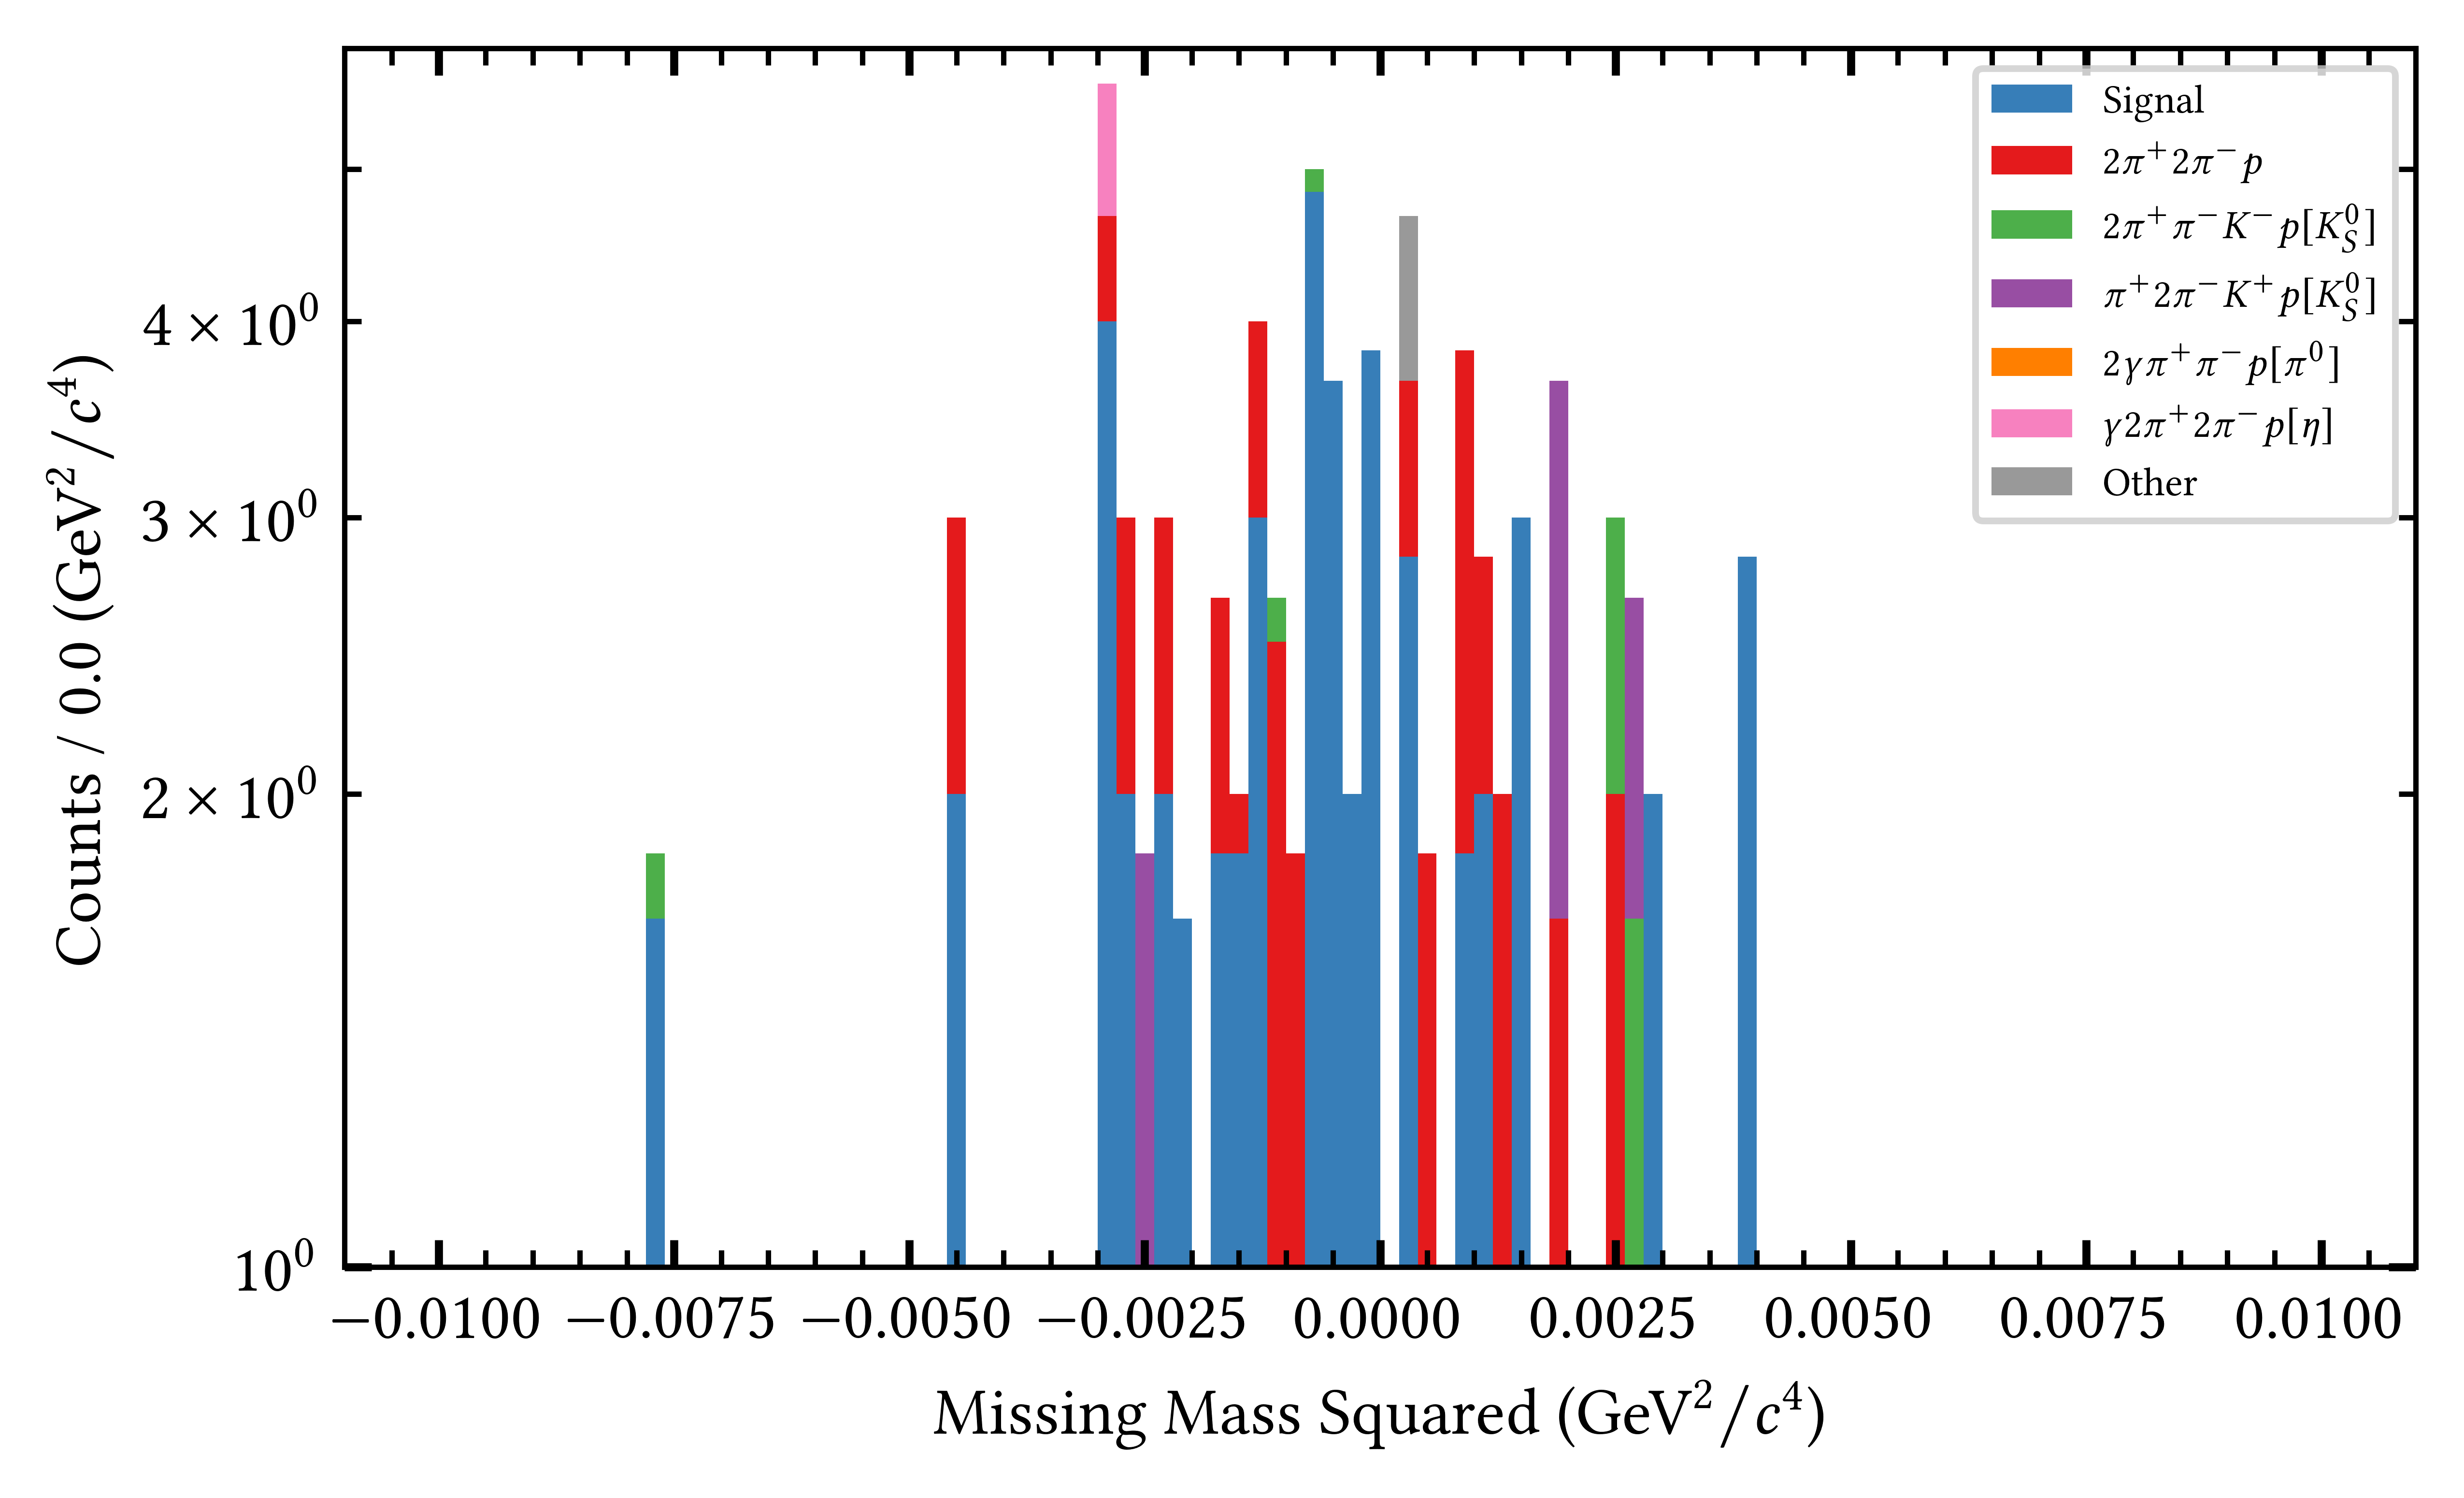 Counts / 0.0 (GeV²/c⁴)
4 × 10⁰
3 × 10⁰
2 × 10⁰
10⁰
−0.0100 −0.0075 −0.0050 −0.0025 0.0000 0.0025 0.0050 0.0075 0.0100
Missing Mass Squared (GeV²/c⁴)
Signal
2π⁺2π⁻p
2π⁺π⁻K⁻p[K⁰_S]
π⁺2π⁻K⁺p[K⁰_S]
2γπ⁺π⁻p[π⁰]
γ2π⁺2π⁻p[η]
Other